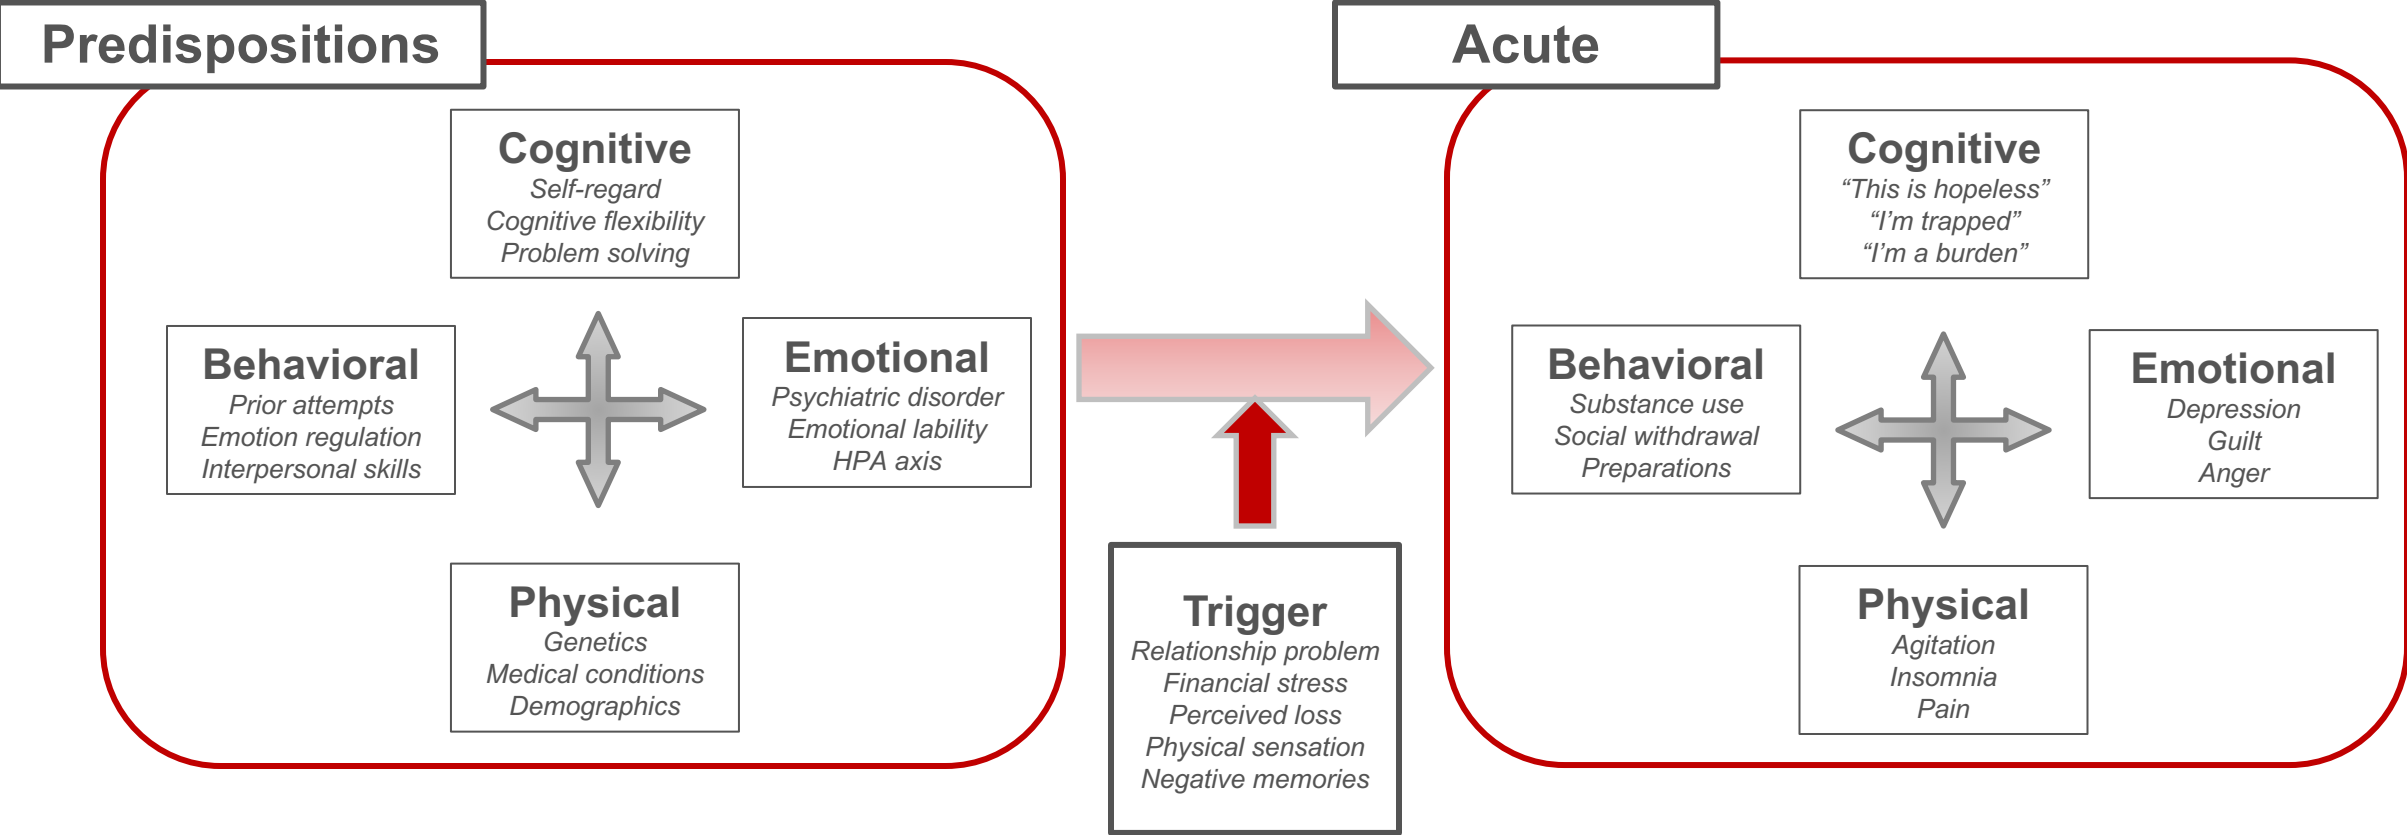 Predispositions
Cognitive
Self-regard
Cognitive flexibility
Problem solving
Behavioral
Prior attempts
Emotion regulation
Interpersonal skills
Emotional
Psychiatric disorder
Emotional lability
HPA axis
Physical
Genetics
Medical conditions
Demographics
Trigger
Relationship problem
Financial stress
Perceived loss
Physical sensation
Negative memories
Acute
Cognitive
“This is hopeless”
“I’m trapped”
“I’m a burden”
Behavioral
Substance use
Social withdrawal
Preparations
Emotional
Depression
Guilt
Anger
Physical
Agitation
Insomnia
Pain